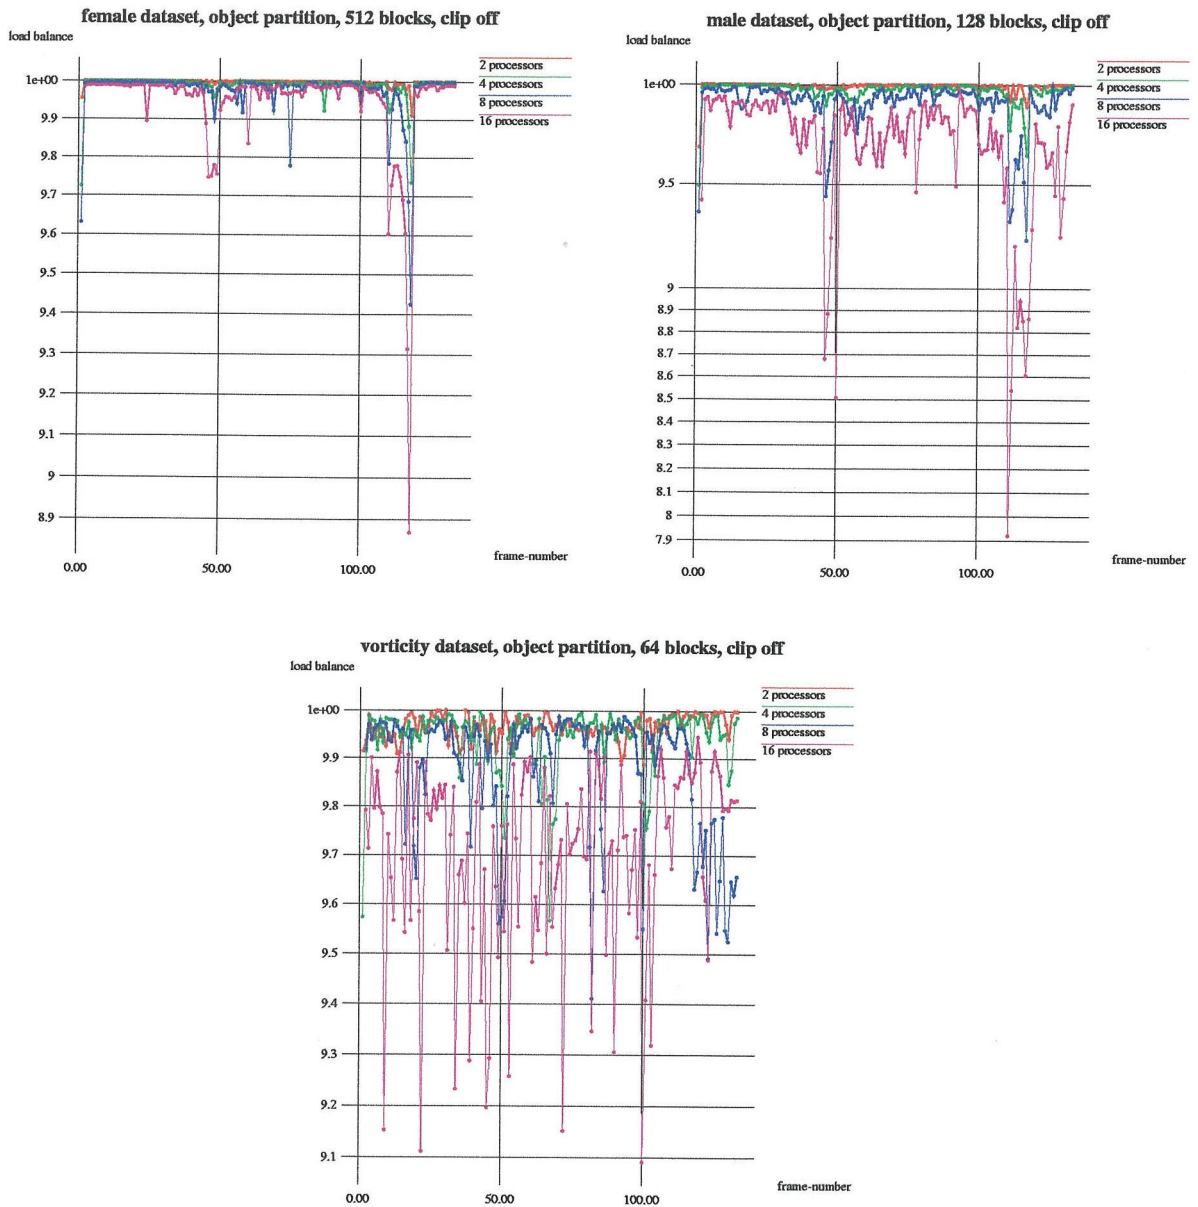 female dataset, object partition, 512 blocks, clip off
load balance
2 processors
4 processors
8 processors
16 processors
1e+00
9.9
9.8
9.7
9.6
9.5
9.4
9.3
9.2
9.1
9
8.9
frame-number
0.00 50.00 100.00
male dataset, object partition, 128 blocks, clip off
load balance
2 processors
4 processors
8 processors
16 processors
1e+00
9.5
9
8.9
8.8
8.7
8.6
8.5
8.4
8.3
8.2
8.1
8
7.9
frame-number
0.00 50.00 100.00
vorticity dataset, object partition, 64 blocks, clip off
load balance
2 processors
4 processors
8 processors
16 processors
1e+00
9.9
9.8
9.7
9.6
9.5
9.4
9.3
9.2
9.1
frame-number
0.00 50.00 100.00